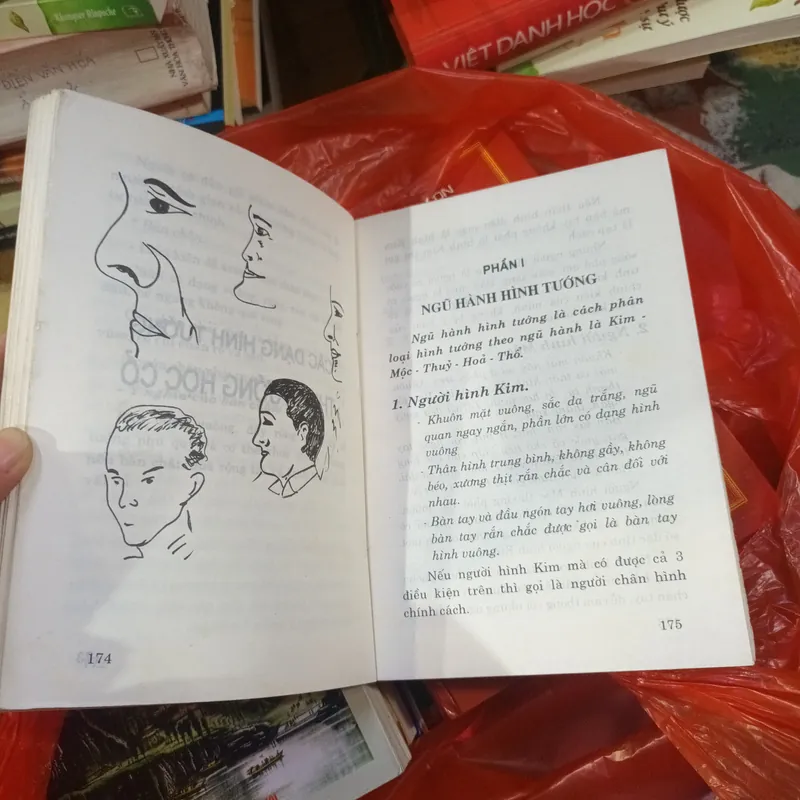 Klemper Rinpoche
VIỆT DANH HỌC
BIỂN VĂN HÓA
174
PHẦN I
NGŨ HÀNH HÌNH TƯỚNG
Ngũ hành hình tướng là cách phân
loại hình tướng theo ngũ hành là Kim -
Mộc - Thuỷ - Hoả - Thổ.
1. Người hình Kim.
- Khuôn mặt vuông, sắc da trắng, ngũ
quan ngay ngắn, phần lớn có dạng hình
vuông
- Thân hình trung bình, không gầy, không
béo, xương thịt rắn chắc và cân đối với
nhau.
- Bàn tay và đầu ngón tay hơi vuông, lòng
bàn tay rắn chắc được gọi là bàn tay
hình vuông.
Nếu người hình Kim mà có được cả 3
điều kiện trên thì gọi là người chân hình
chính cách.
175